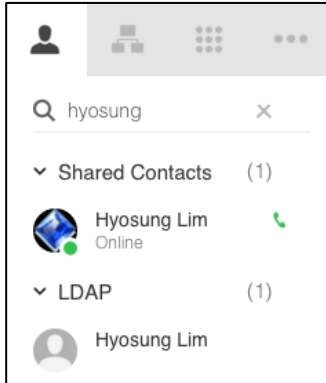 hyosung
Shared Contacts (1)
Hyosung Lim
Online
LDAP (1)
Hyosung Lim